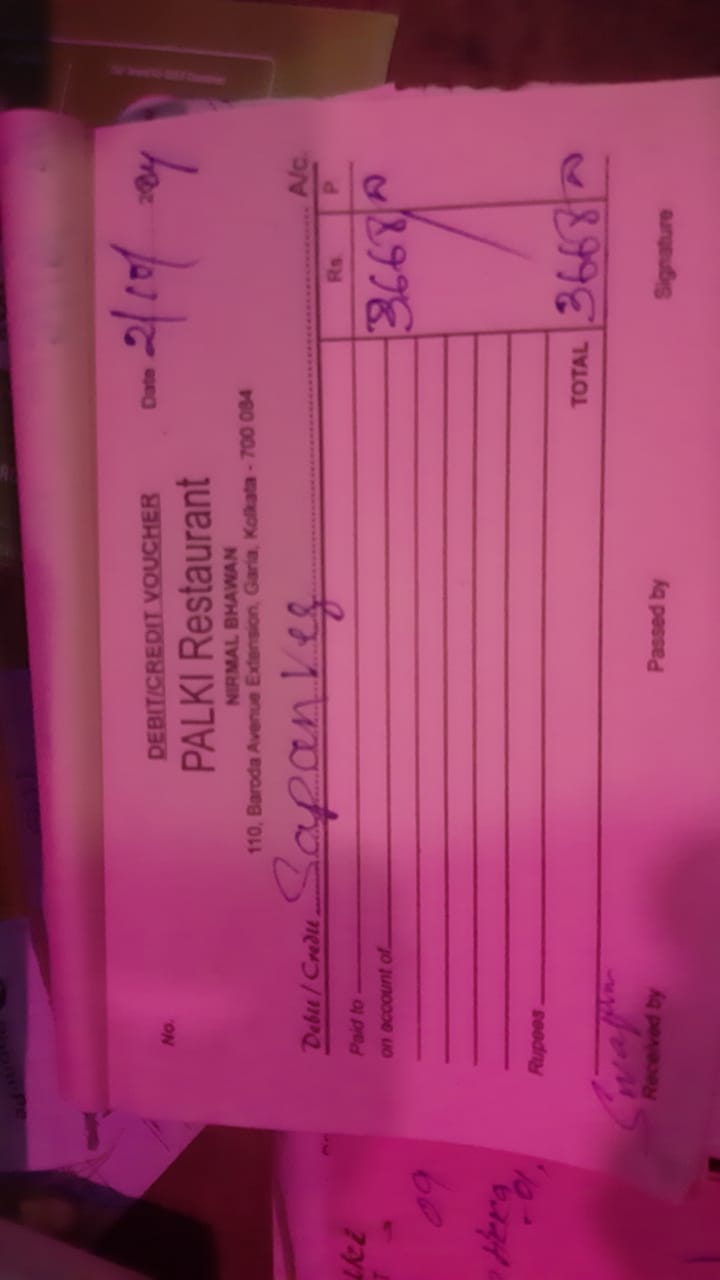 DEBIT/CREDIT VOUCHER
No. Date 2/10/ 2024
PALKI Restaurant
NIRMAL BHAWAN
110, Baroda Avenue Extension, Garia, Kolkata - 700 084
Debit / Credit Sapan Veg A/c.
Rs. P.
Paid to 3668
on account of
Rupees
TOTAL 3668
Swapan
Received by Passed by Signature
09